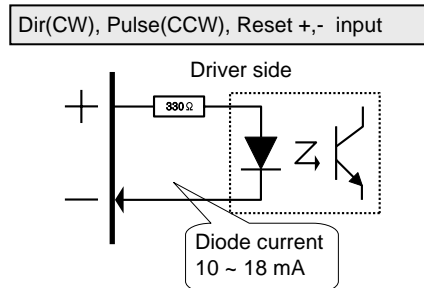 Dir(CW), Pulse(CCW), Reset +,-  input
Driver side
330Ω
Diode current
10 ~ 18 mA